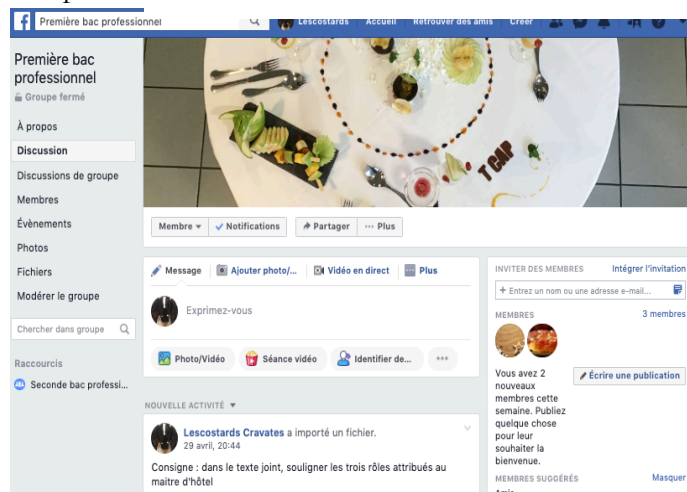 Première bac professionnel
Lescostards Accueil Retrouver des amis Créer
Première bac
professionnel
Groupe fermé
À propos
Discussion
Discussions de groupe
Membres
Évènements
Photos
Fichiers
Modérer le groupe
Chercher dans groupe
Raccourcis
Seconde bac professi...
T CAP
Membre
Notifications
Partager
Plus
Message
Ajouter photo/...
Vidéo en direct
Plus
Exprimez-vous
Photo/Vidéo
Séance vidéo
Identifier de...
NOUVELLE ACTIVITÉ
Lescostards Cravates a importé un fichier.
29 avril, 20:44
Consigne : dans le texte joint, souligner les trois rôles attribués au
maitre d'hôtel
INVITER DES MEMBRES Intégrer l'invitation
+ Entrez un nom ou une adresse e-mail...
MEMBRES 3 membres
Vous avez 2
nouveaux
membres cette
semaine. Publiez
quelque chose
pour leur
souhaiter la
bienvenue.
Écrire une publication
MEMBRES SUGGÉRÉS Masquer